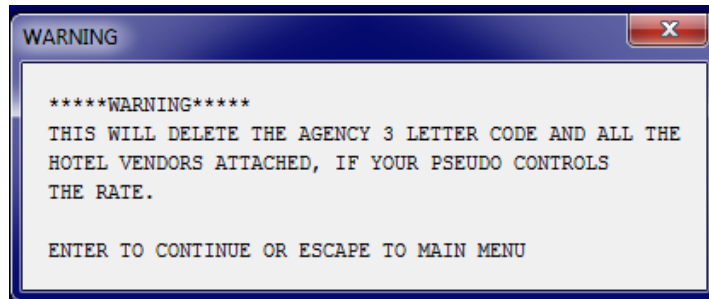 WARNING
*****WARNING*****
THIS WILL DELETE THE AGENCY 3 LETTER CODE AND ALL THE
HOTEL VENDORS ATTACHED, IF YOUR PSEUDO CONTROLS
THE RATE.
ENTER TO CONTINUE OR ESCAPE TO MAIN MENU